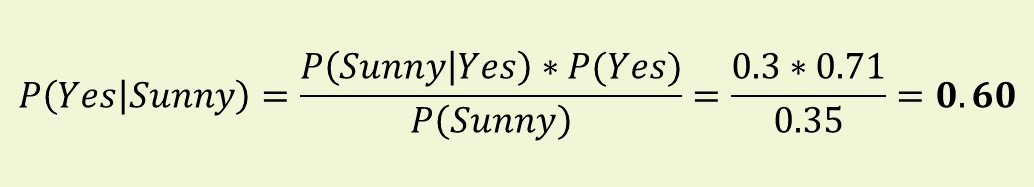 P(Yes|Sunny) = P(Sunny|Yes) * P(Yes) / P(Sunny) = 0.3 * 0.71 / 0.35 = 0.60